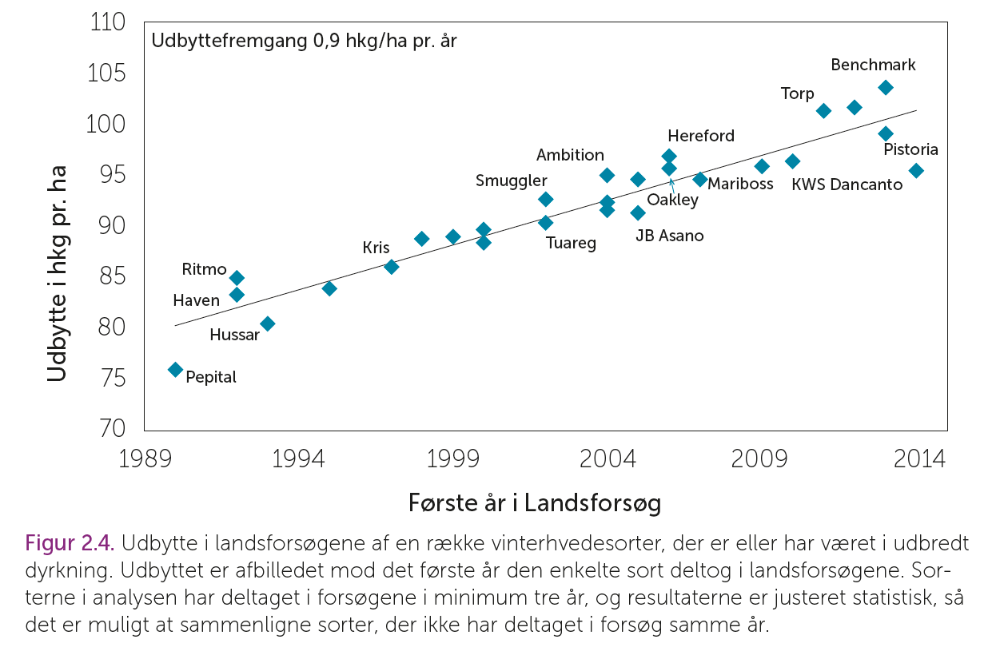 110
Udbyttefremgang 0,9 hkg/ha pr. år
105
Benchmark
Torp
100
Hereford
Pistoria
Ambition
95
Smuggler
Mariboss
KWS Dancanto
Oakley
90
JB Asano
Tuareg
Kris
85
Ritmo
Haven
80
Hussar
75
Pepital
70
Udbytte i hkg pr. ha
1989 1994 1999 2004 2009 2014
Første år i Landsforsøg
Figur 2.4. Udbytte i landsforsøgene af en række vinterhvedesorter, der er eller har været i udbredt
dyrkning. Udbyttet er afbilledet mod det første år den enkelte sort deltog i landsforsøgene. Sor-
terne i analysen har deltaget i forsøgene i minimum tre år, og resultaterne er justeret statistisk, så
det er muligt at sammenligne sorter, der ikke har deltaget i forsøg samme år.